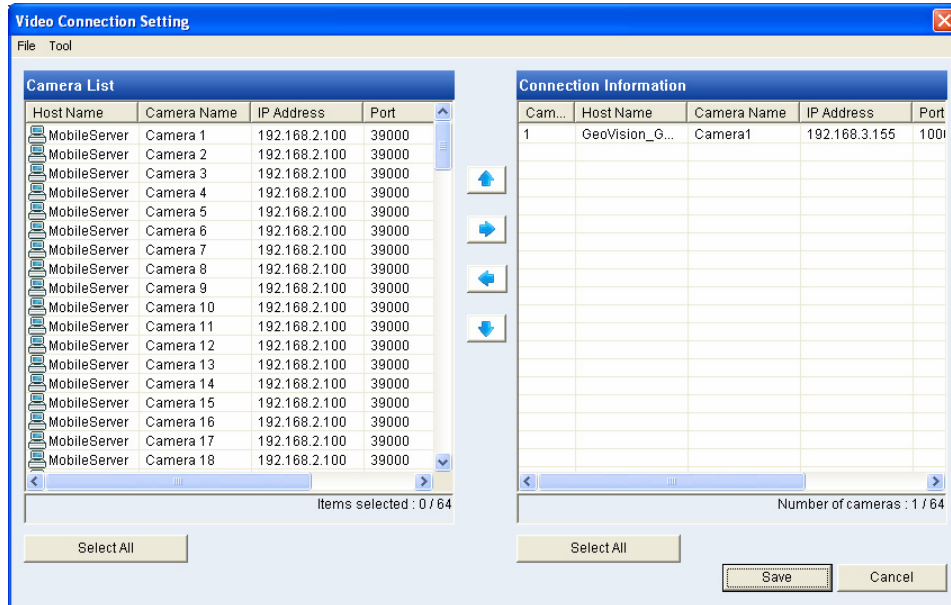 Video Connection Setting
File Tool
Camera List
Host Name Camera Name IP Address Port
MobileServer Camera 1 192.168.2.100 39000
MobileServer Camera 2 192.168.2.100 39000
MobileServer Camera 3 192.168.2.100 39000
MobileServer Camera 4 192.168.2.100 39000
MobileServer Camera 5 192.168.2.100 39000
MobileServer Camera 6 192.168.2.100 39000
MobileServer Camera 7 192.168.2.100 39000
MobileServer Camera 8 192.168.2.100 39000
MobileServer Camera 9 192.168.2.100 39000
MobileServer Camera 10 192.168.2.100 39000
MobileServer Camera 11 192.168.2.100 39000
MobileServer Camera 12 192.168.2.100 39000
MobileServer Camera 13 192.168.2.100 39000
MobileServer Camera 14 192.168.2.100 39000
MobileServer Camera 15 192.168.2.100 39000
MobileServer Camera 16 192.168.2.100 39000
MobileServer Camera 17 192.168.2.100 39000
MobileServer Camera 18 192.168.2.100 39000
Items selected : 0 / 64
Select All
Connection Information
Cam... Host Name Camera Name IP Address Port
1 GeoVision_G... Camera1 192.168.3.155
Number of cameras : 1 / 64
Select All
Save Cancel